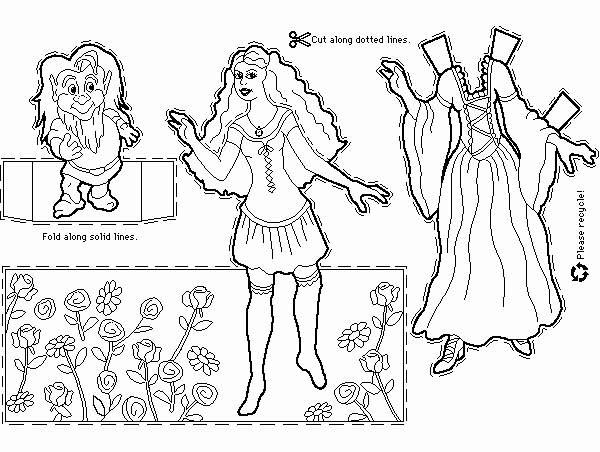 Cut along dotted lines.
Fold along solid lines.
Please recycle!